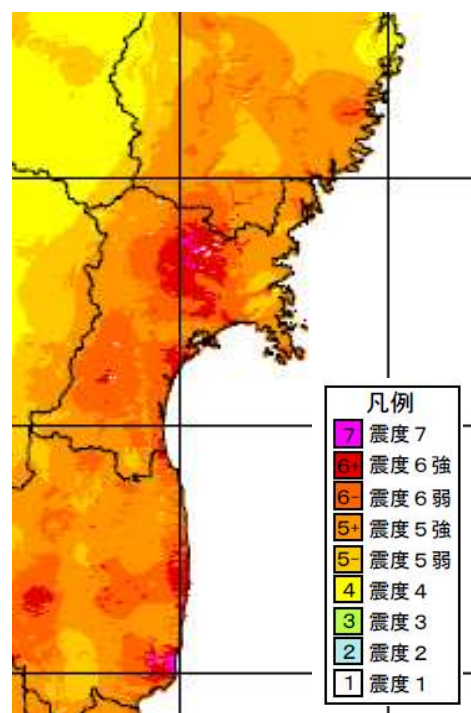 凡例
7 震度7
6+ 震度6強
6- 震度6弱
5+ 震度5強
5- 震度5弱
4 震度4
3 震度3
2 震度2
1 震度1